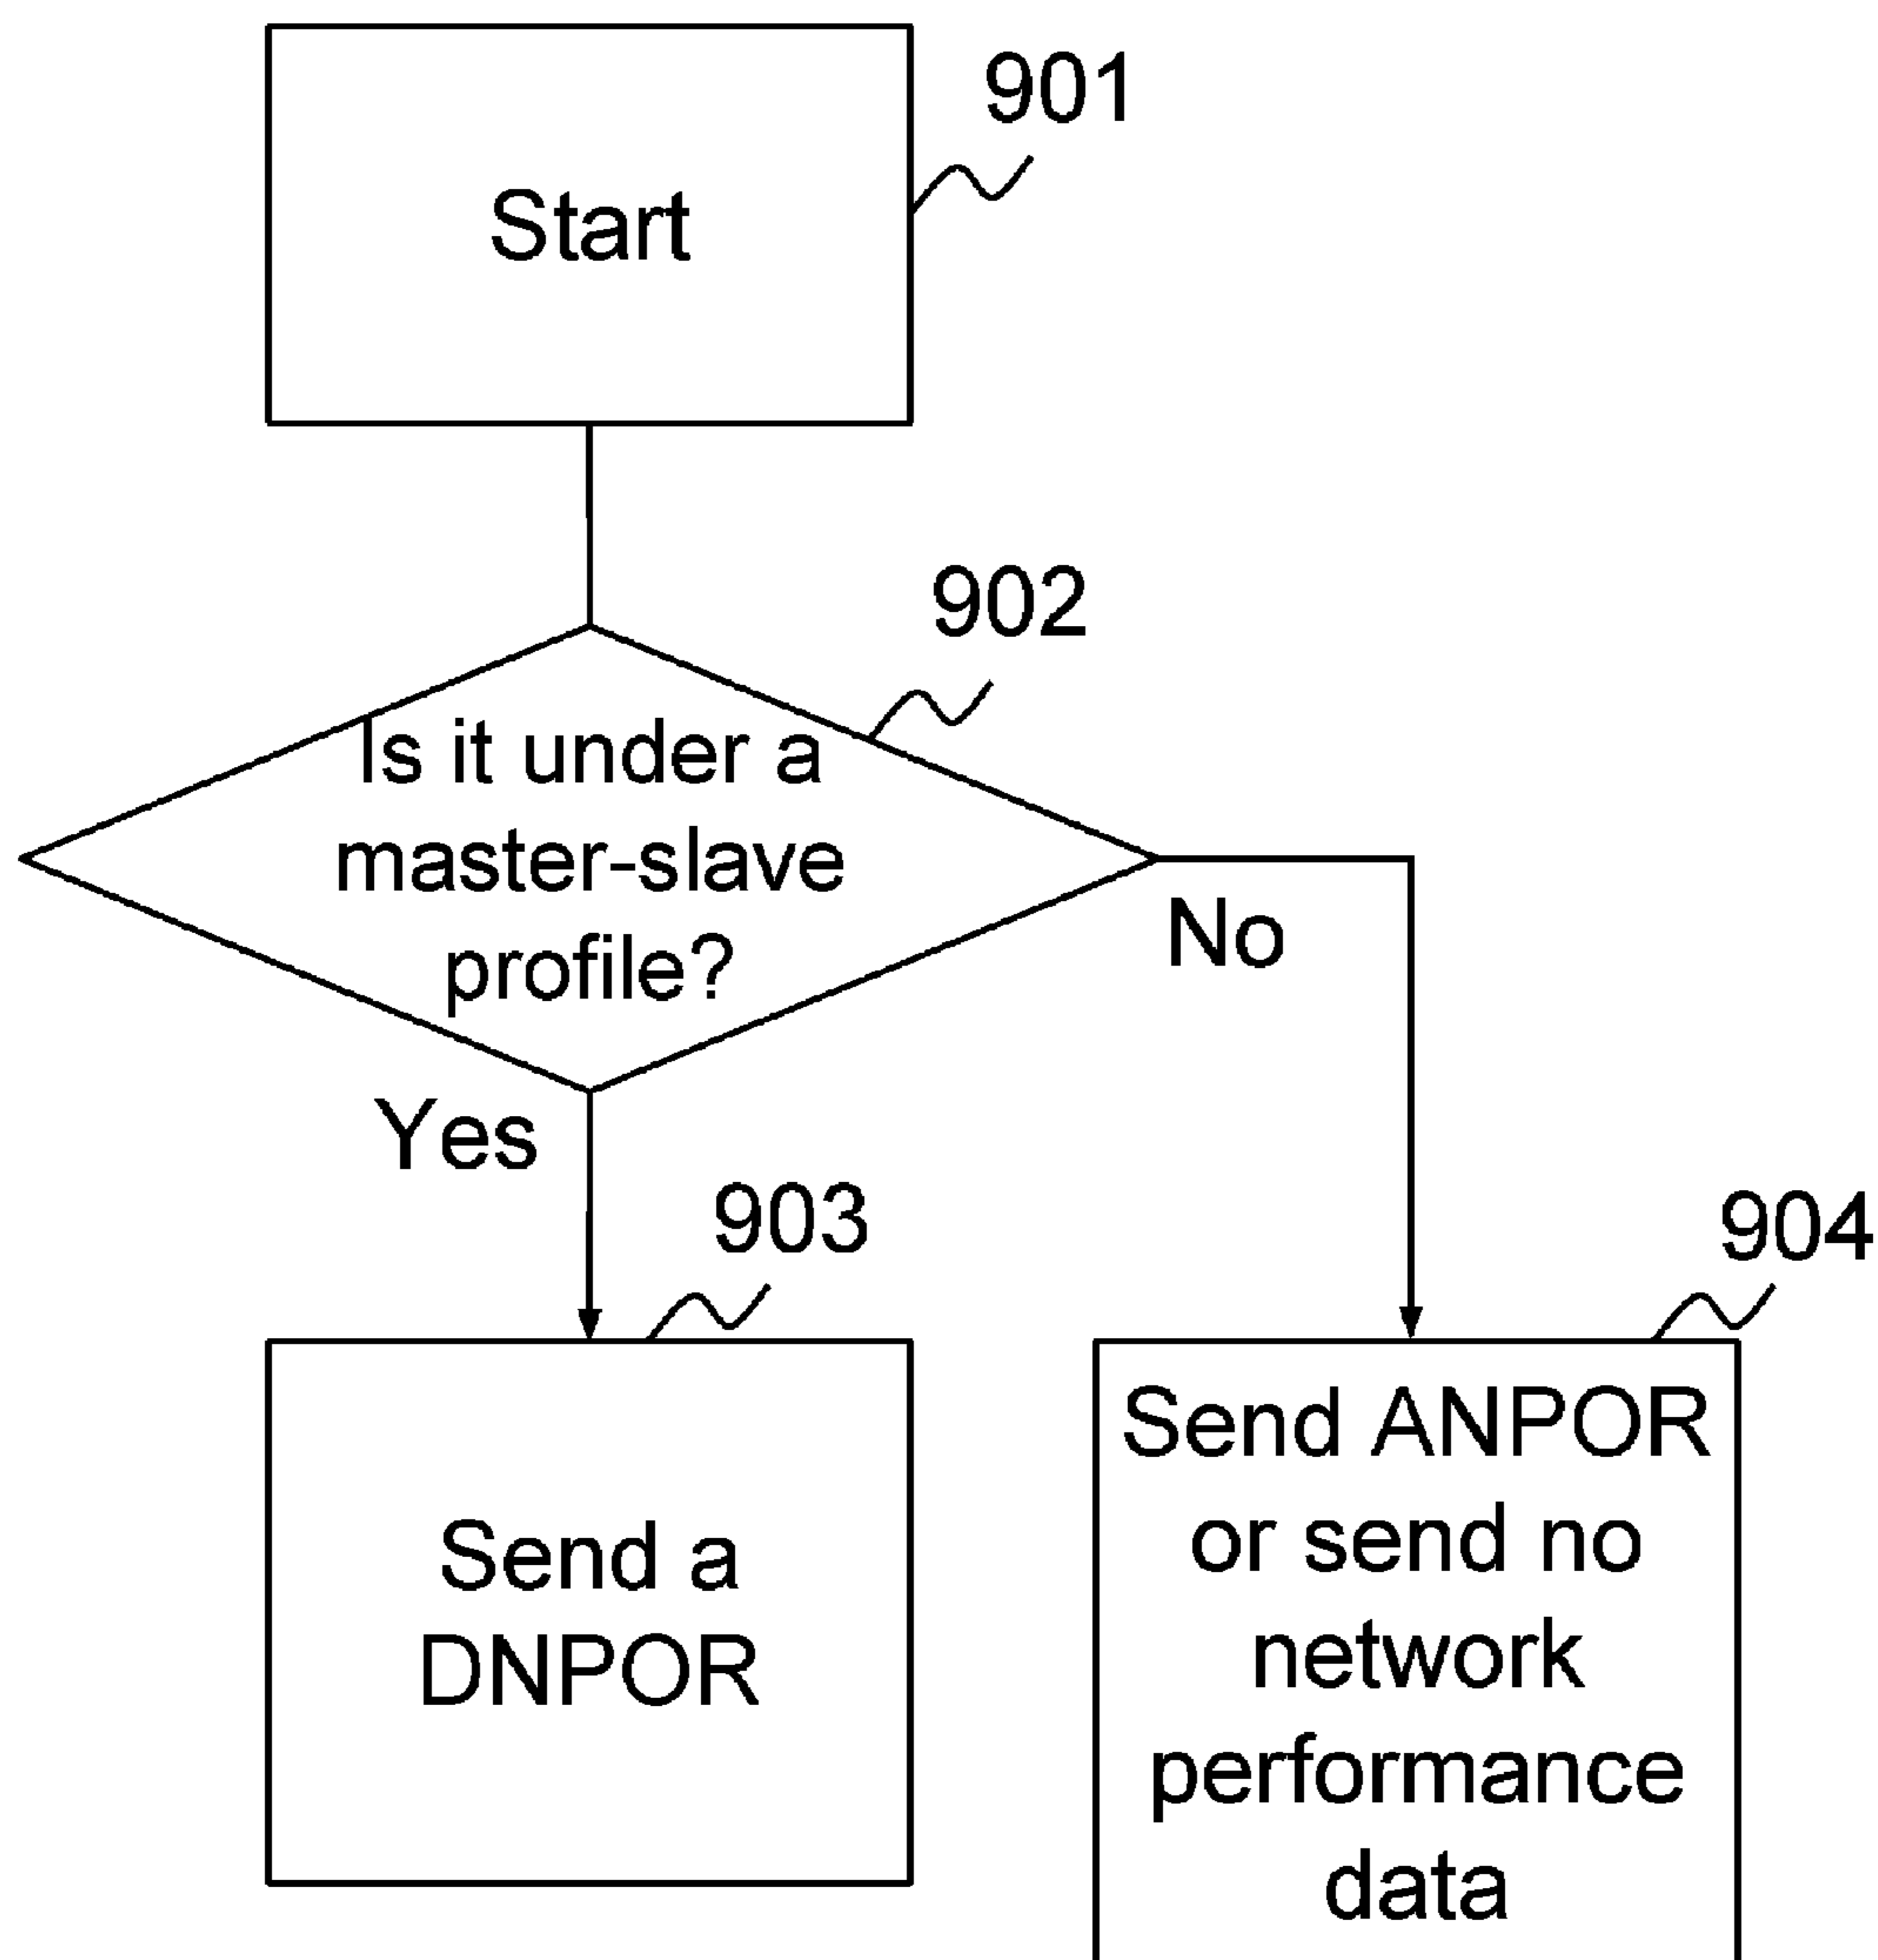 901
Start
902
Is it under a
master-slave
profile?
No
Yes
903
904
Send a
DNPOR
Send ANPOR
or send no
network
performance
data